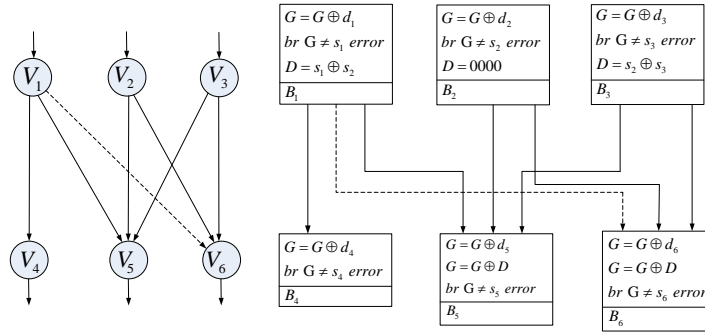 V₁
V₂
V₃
V₄
V₅
V₆
G = G ⊕ d₁
br G ≠ s₁ error
D = s₁ ⊕ s₂
B₁
G = G ⊕ d₂
br G ≠ s₂ error
D = 0000
B₂
G = G ⊕ d₃
br G ≠ s₃ error
D = s₂ ⊕ s₃
B₃
G = G ⊕ d₄
br G ≠ s₄ error
B₄
G = G ⊕ d₅
G = G ⊕ D
br G ≠ s₅ error
B₅
G = G ⊕ d₆
G = G ⊕ D
br G ≠ s₆ error
B₆